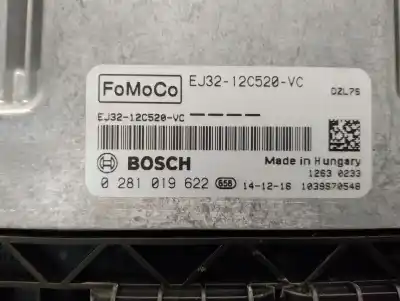 FoMoCo
EJ32-12C520-VC
DZL75
EJ32-12C520-VC — — — —
BOSCH
Made in Hungary
1263 0233
0 281 019 622 656 14-12-16 1039S70548